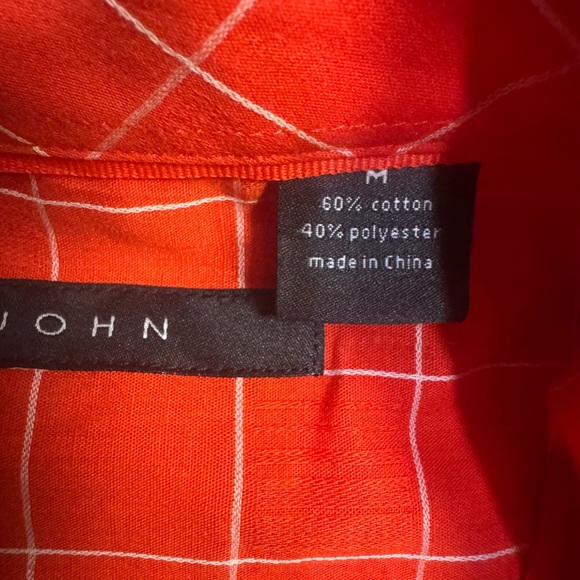 M
60% cotton
40% polyester
made in China
JOHN